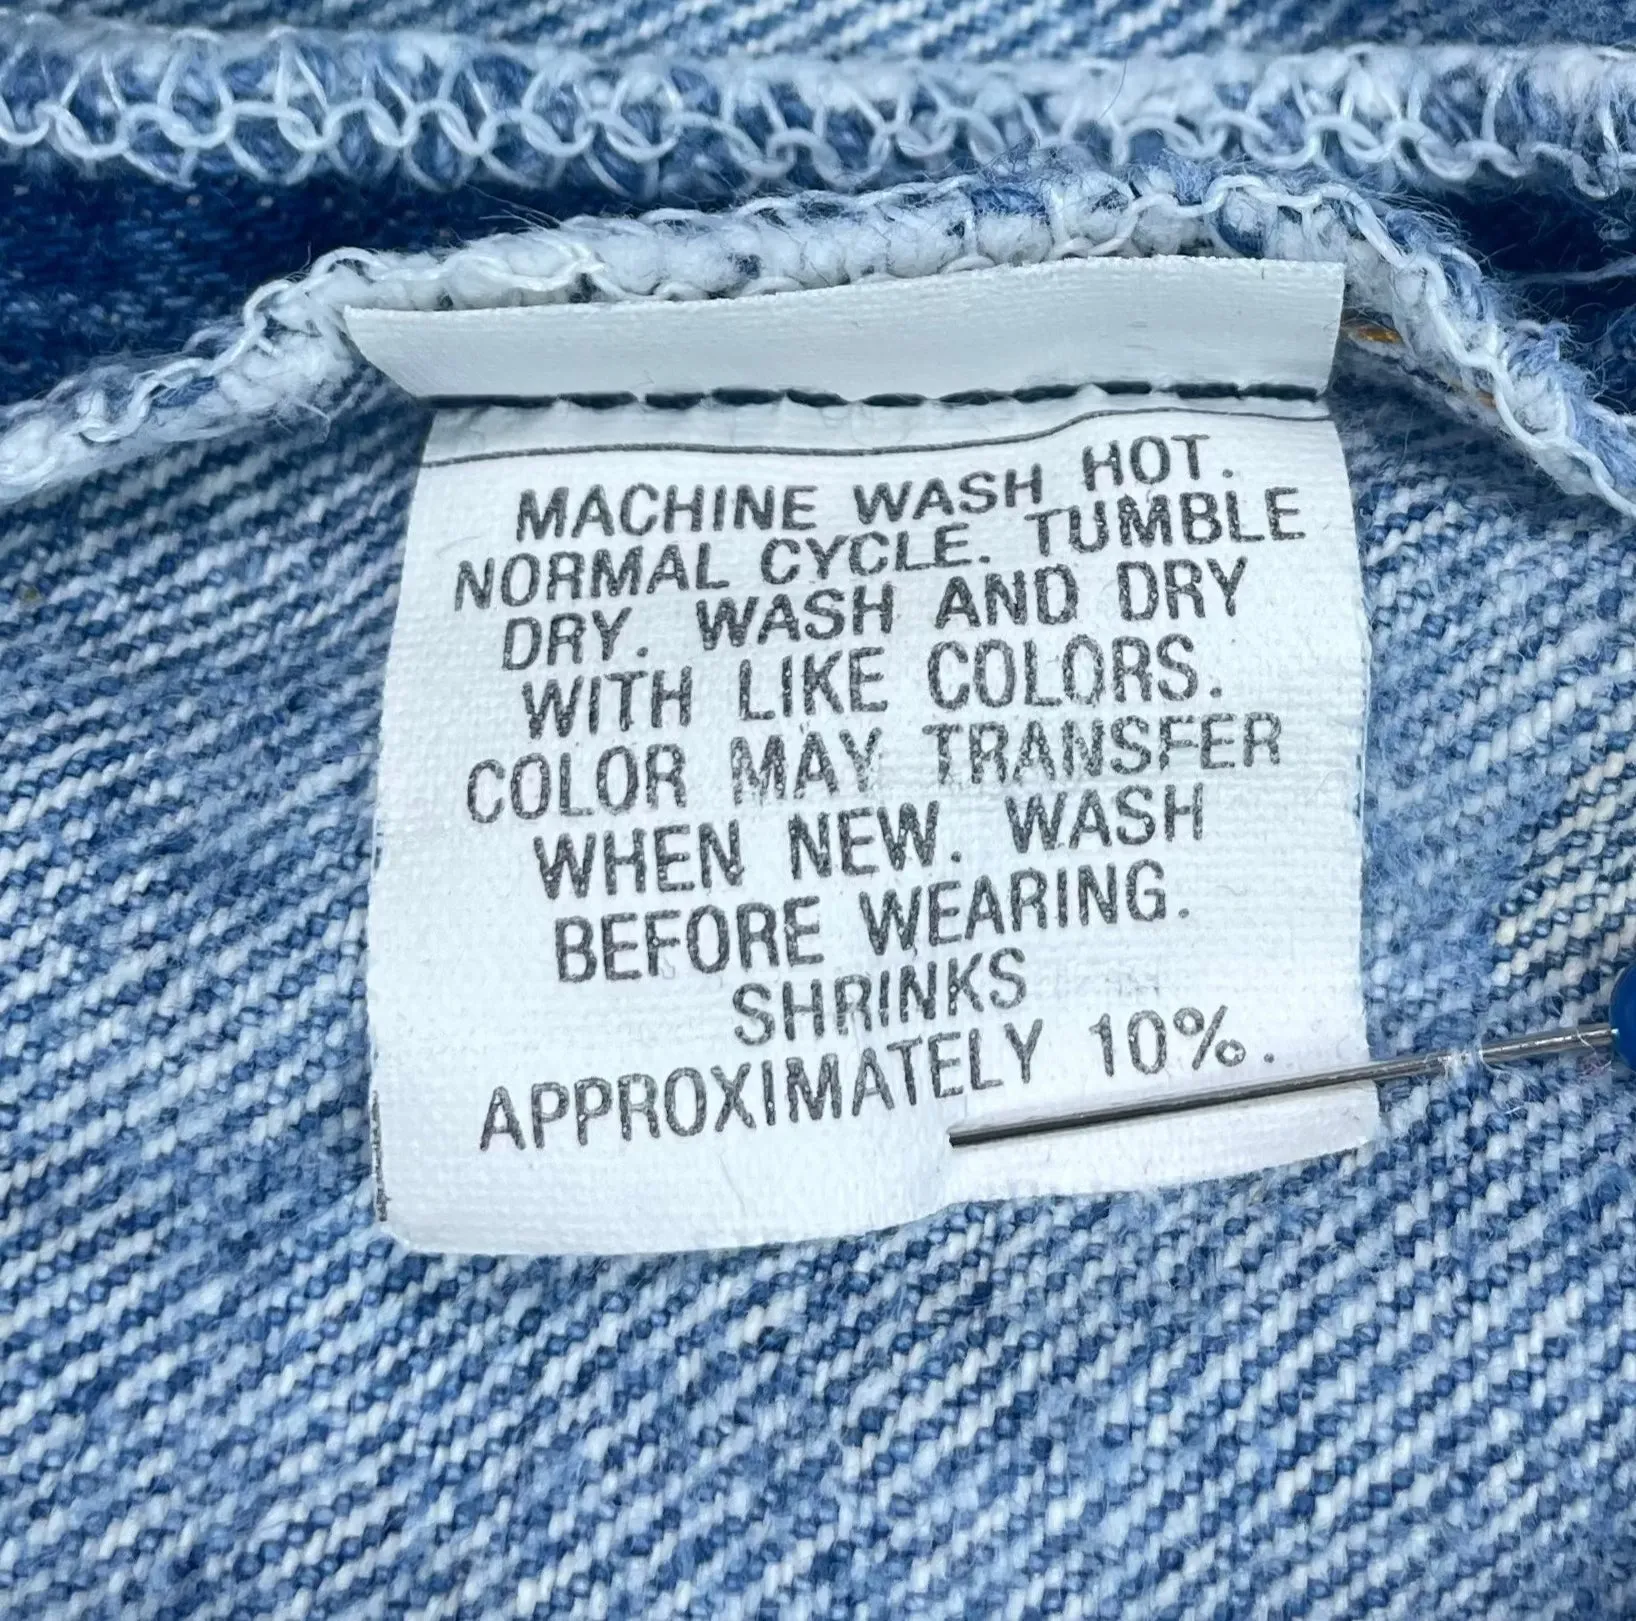 MACHINE WASH HOT.
NORMAL CYCLE. TUMBLE
DRY. WASH AND DRY
WITH LIKE COLORS.
COLOR MAY TRANSFER
WHEN NEW. WASH
BEFORE WEARING.
SHRINKS
APPROXIMATELY 10%.